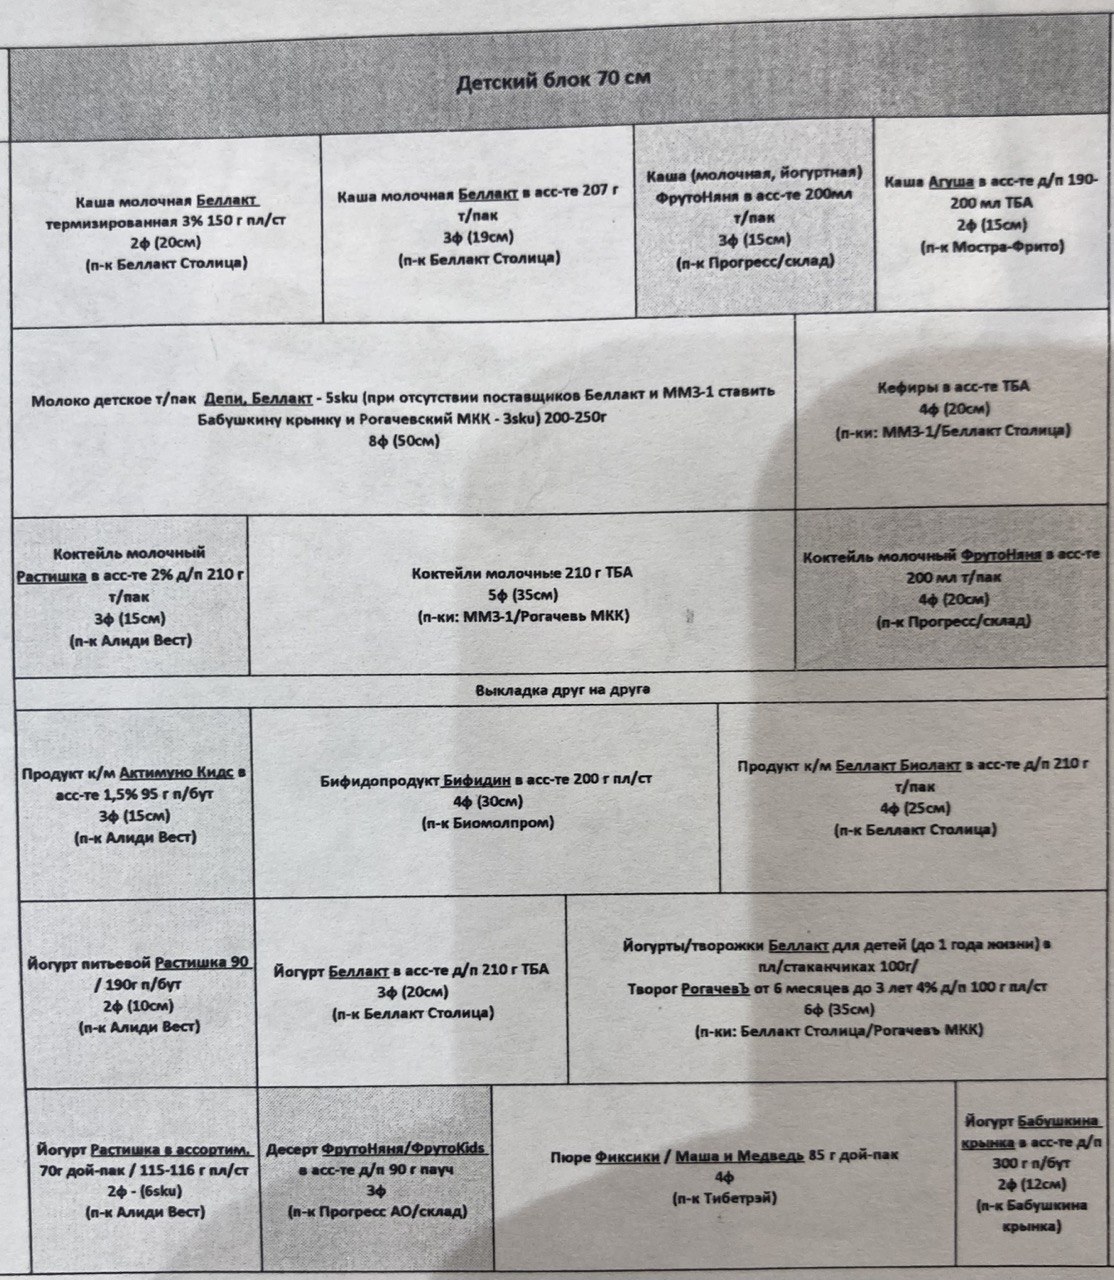 Детский блок 70 см
Каша молочная Беллакт
термизированная 3% 150 г пл/ст
2ф (20см)
(п-к Беллакт Столица)
Каша молочная Беллакт в асс-те 207 г
т/пак
3ф (19см)
(п-к Беллакт Столица)
Каша (молочная, йогуртная)
ФрутоНяня в асс-те 200мл
т/пак
3ф (15см)
(п-к Прогресс/склад)
Каша Агуша в асс-те д/п 190-
200 мл ТБА
2ф (15см)
(п-к Мостра-Фрито)
Молоко детское т/пак Депи, Беллакт - 5sku (при отсутствии поставщиков Беллакт и ММЗ-1 ставить
Бабушкину крынку и Рогачевский МКК - 3sku) 200-250г
8ф (50см)
Кефиры в асс-те ТБА
4ф (20см)
(п-ки: ММЗ-1/Беллакт Столица)
Коктейль молочный
Растишка в асс-те 2% д/п 210 г
т/пак
3ф (15см)
(п-к Алиди Вест)
Коктейли молочные 210 г ТБА
5ф (35см)
(п-ки: ММЗ-1/Рогачевь МКК)
Коктейль молочный ФрутоНяня в асс-те
200 мл т/пак
4ф (20см)
(п-к Прогресс/склад)
Выкладка друг на друга
Продукт к/м Актимуно Кидс в
асс-те 1,5% 95 г п/бут
3ф (15см)
(п-к Алиди Вест)
Бифидопродукт Бифидин в асс-те 200 г пл/ст
4ф (30см)
(п-к Биомолпром)
Продукт к/м Беллакт Биолакт в асс-те д/п 210 г
т/пак
4ф (25см)
(п-к Беллакт Столица)
Йогурт питьевой Растишка 90
/ 190г п/бут
2ф (10см)
(п-к Алиди Вест)
Йогурт Беллакт в асс-те д/п 210 г ТБА
3ф (20см)
(п-к Беллакт Столица)
Йогурты/творожки Беллакт для детей (до 1 года жизни) в
пл/стаканчиках 100г/
Творог РогачевЪ от 6 месяцев до 3 лет 4% д/п 100 г пл/ст
6ф (35см)
(п-ки: Беллакт Столица/Рогачевъ МКК)
Йогурт Растишка в ассортим.
70г дой-пак / 115-116 г пл/ст
2ф - (6sku)
(п-к Алиди Вест)
Десерт ФрутоНяня/ФрутоKids
в асс-те д/п 90 г пауч
3ф
(п-к Прогресс АО/склад)
Пюре Фиксики / Маша и Медведь 85 г дой-пак
4ф
(п-к Тибетрэй)
Йогурт Бабушкина
крынка в асс-те д/п
300 г п/бут
2ф (12см)
(п-к Бабушкина
крынка)